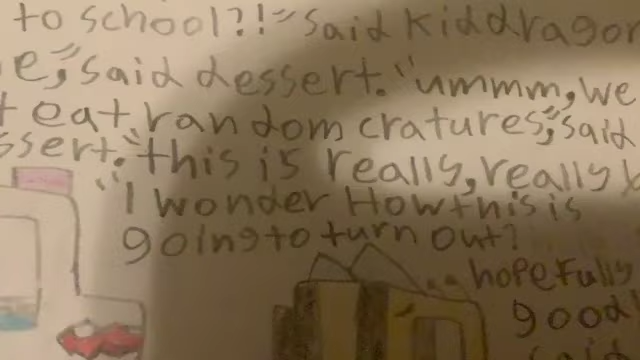 to school?!" said kiddragon
e," said dessert. "ummm, we
t eat random cratures," said
ssert. "this is really, really b
"I wonder How this is
going to turn out?
hopefully
good
said